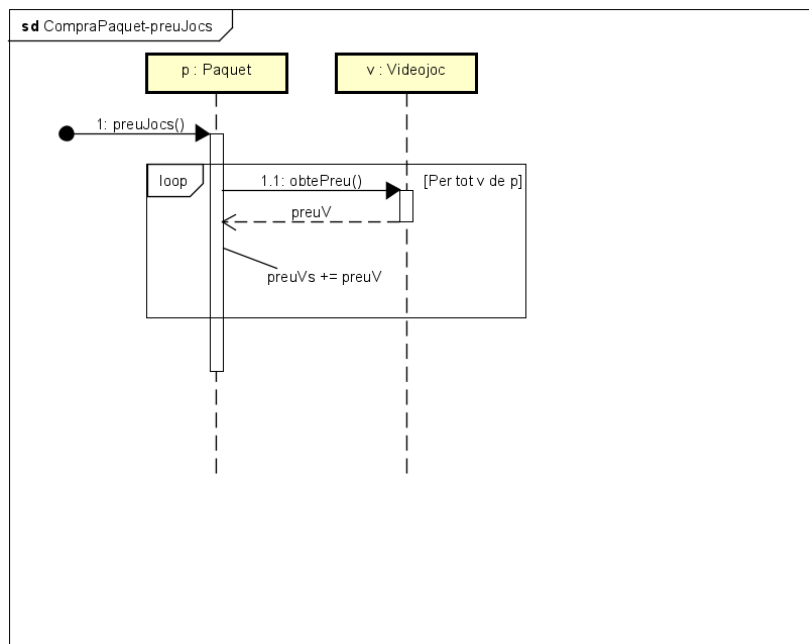 sd CompraPaquet-preuJocs
p : Paquet
v : Videojoc
1: preuJocs()
loop
1.1: obtePreu()
[Per tot v de p]
preuV
preuVs += preuV